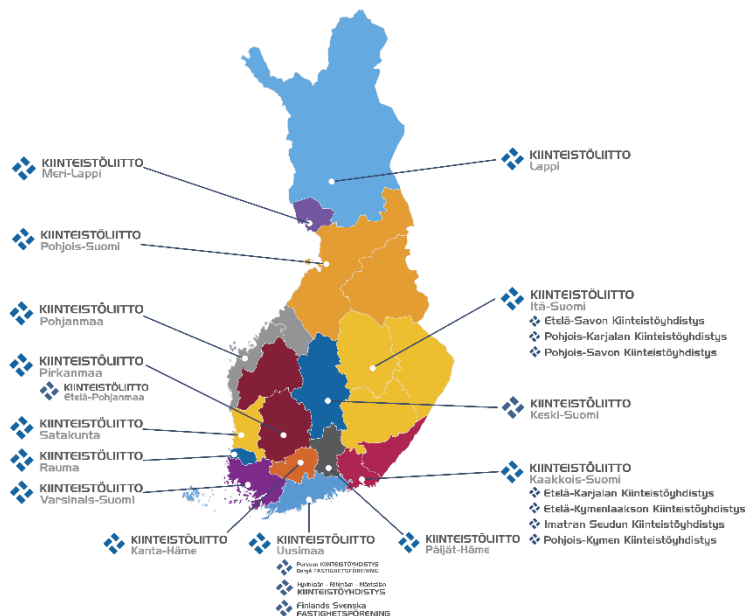 KIINTEISTÖLIITTO
Meri-Lappi
KIINTEISTÖLIITTO
Pohjois-Suomi
KIINTEISTÖLIITTO
Pohjanmaa
KIINTEISTÖLIITTO
Pirkanmaa
KIINTEISTÖLIITTO
Etelä-Pohjanmaa
KIINTEISTÖLIITTO
Satakunta
KIINTEISTÖLIITTO
Rauma
KIINTEISTÖLIITTO
Varsinais-Suomi
KIINTEISTÖLIITTO
Kanta-Häme
KIINTEISTÖLIITTO
Uusimaa
Porvoon KIINTEISTÖYHDISTYS
Borgå FASTIGHETSFÖRENING
Hyvinkään - Riihimäen - Mäntsälän
KIINTEISTÖYHDISTYS
Finlands Svenska
FASTIGHETSFÖRENING
KIINTEISTÖLIITTO
Päijät-Häme
KIINTEISTÖLIITTO
Lappi
KIINTEISTÖLIITTO
Itä-Suomi
Etelä-Savon Kiinteistöyhdistys
Pohjois-Karjalan Kiinteistöyhdistys
Pohjois-Savon Kiinteistöyhdistys
KIINTEISTÖLIITTO
Keski-Suomi
KIINTEISTÖLIITTO
Kaakkois-Suomi
Etelä-Karjalan Kiinteistöyhdistys
Etelä-Kymenlaakson Kiinteistöyhdistys
Imatran Seudun Kiinteistöyhdistys
Pohjois-Kymen Kiinteistöyhdistys